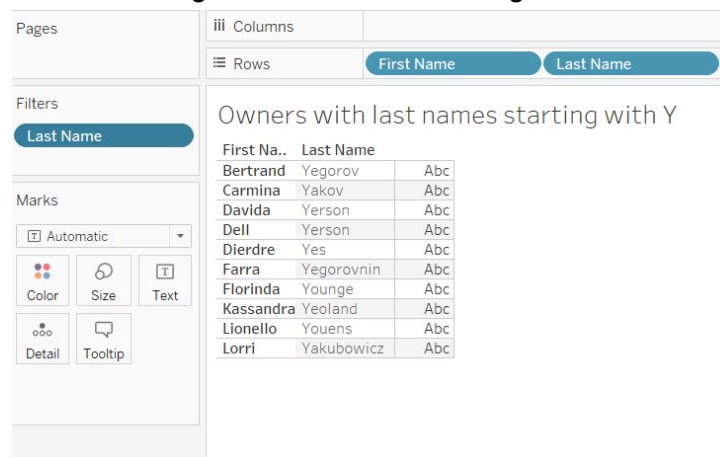 Pages
iii Columns
Rows First Name Last Name
Filters
Last Name
Owners with last names starting with Y
First Na.. Last Name
Bertrand Yegorov Abc
Carmina Yakov Abc
Davida Yerson Abc
Dell Yerson Abc
Dierdre Yes Abc
Farra Yegorovnin Abc
Florinda Younge Abc
Kassandra Yeoland Abc
Lionello Youens Abc
Lorri Yakubowicz Abc
Marks
T Automatic
Color Size T Text
Detail Tooltip